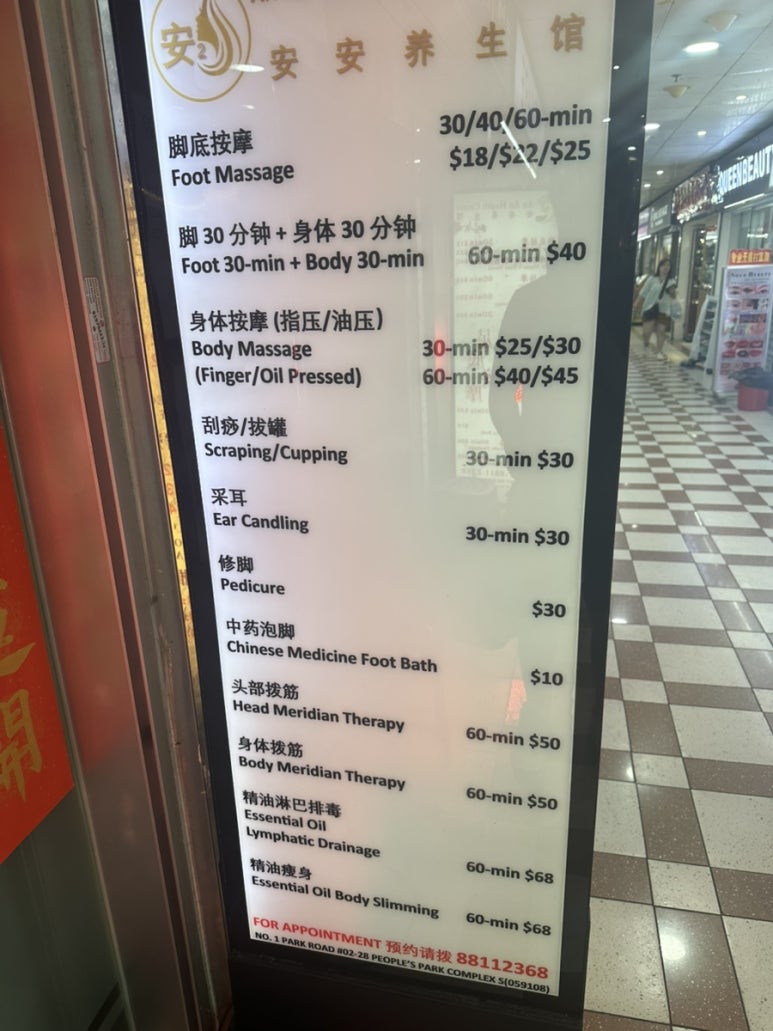 安2
安安养生馆
脚底按摩
Foot Massage
30/40/60-min
$18/$22/$25
脚 30 分钟 + 身体 30 分钟
Foot 30-min + Body 30-min 60-min $40
身体按摩 (指压/油压)
Body Massage 30-min $25/$30
(Finger/Oil Pressed) 60-min $40/$45
刮痧/拔罐
Scraping/Cupping 30-min $30
采耳
Ear Candling 30-min $30
修脚
Pedicure $30
中药泡脚
Chinese Medicine Foot Bath $10
头部拨筋
Head Meridian Therapy 60-min $50
身体拨筋
Body Meridian Therapy 60-min $50
精油淋巴排毒
Essential Oil
Lymphatic Drainage 60-min $68
精油瘦身
Essential Oil Body Slimming 60-min $68
FOR APPOINTMENT 预约请拨 88112368
NO. 1 PARK ROAD #02-28 PEOPLE'S PARK COMPLEX S(059108)
QUEENBEAUTY
開